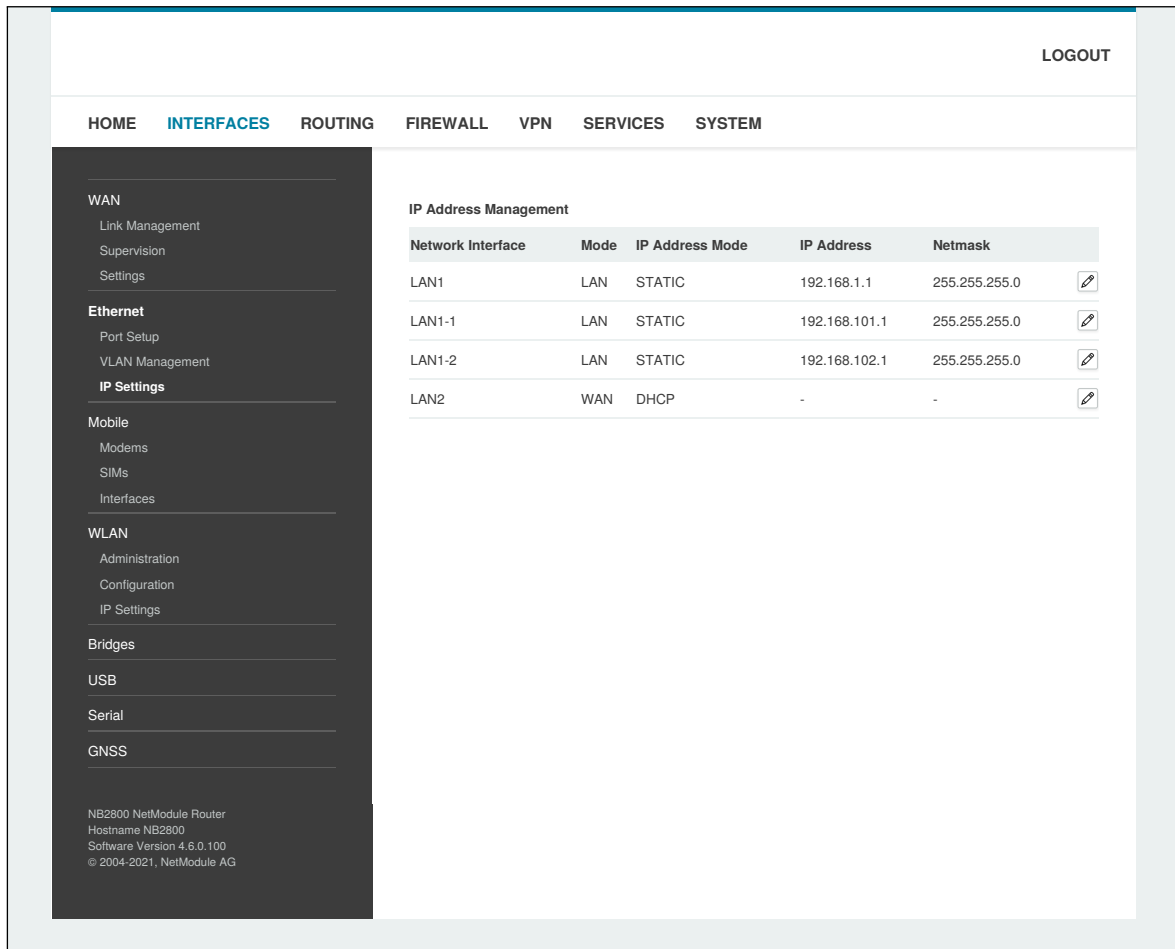 LOGOUT
HOME INTERFACES ROUTING FIREWALL VPN SERVICES SYSTEM
WAN
Link Management
Supervision
Settings
Ethernet
Port Setup
VLAN Management
IP Settings
Mobile
Modems
SIMs
Interfaces
WLAN
Administration
Configuration
IP Settings
Bridges
USB
Serial
GNSS
NB2800 NetModule Router
Hostname NB2800
Software Version 4.6.0.100
© 2004-2021, NetModule AG
IP Address Management
Network Interface Mode IP Address Mode IP Address Netmask
LAN1 LAN STATIC 192.168.1.1 255.255.255.0
LAN1-1 LAN STATIC 192.168.101.1 255.255.255.0
LAN1-2 LAN STATIC 192.168.102.1 255.255.255.0
LAN2 WAN DHCP - -